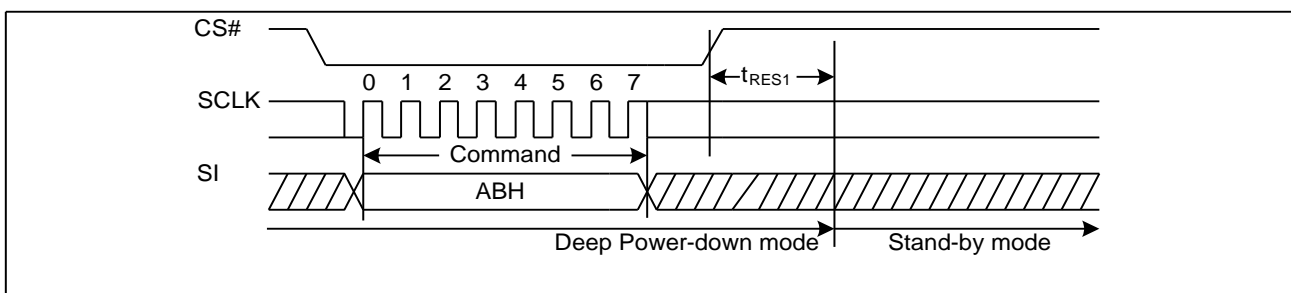 CS#
tRES1
0 1 2 3 4 5 6 7
SCLK
Command
SI
ABH
Deep Power-down mode
Stand-by mode